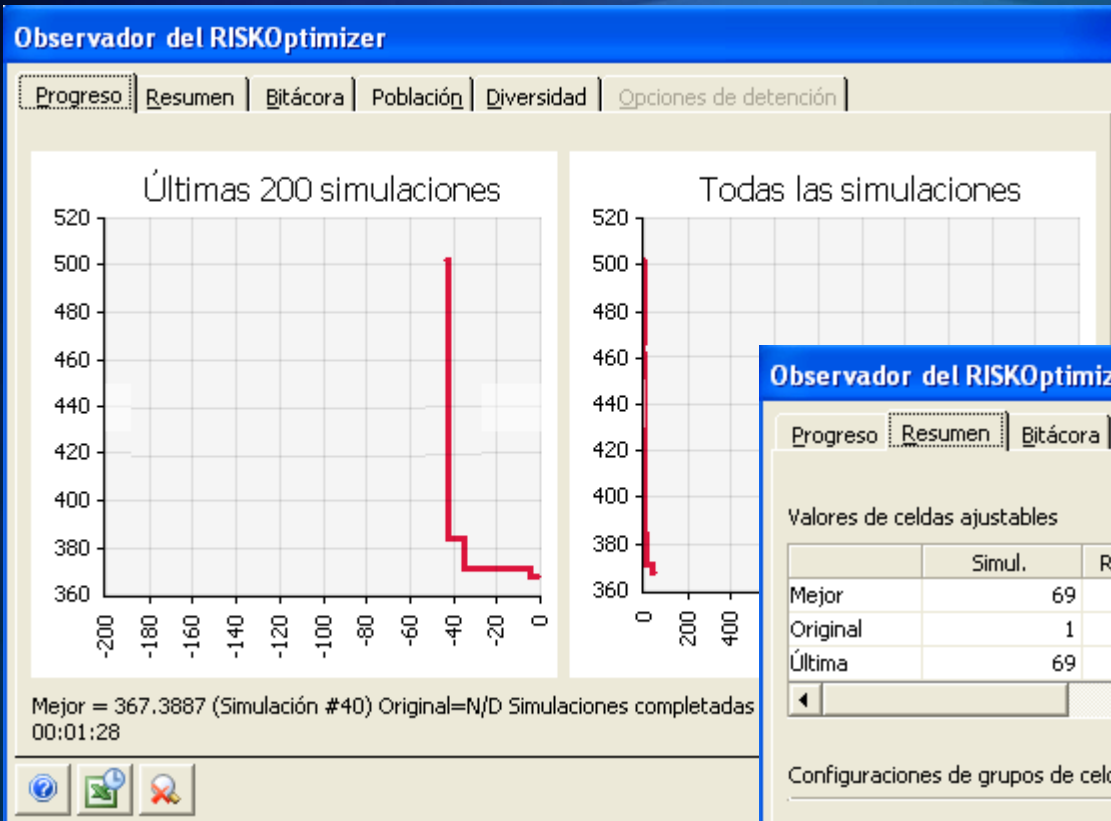 Observador del RISKOptimizer
Progreso Resumen Bitácora Población Diversidad Opciones de detención
Últimas 200 simulaciones
520
500
480
460
440
420
400
380
360
-200 -180 -160 -140 -120 -100 -80 -60 -40 -20 0
Todas las simulaciones
520
500
480
460
440
420
400
380
360
0 200 400
Mejor = 367.3887 (Simulación #40) Original=N/D Simulaciones completadas
00:01:28
Observador del RISKOptimiz
Progreso Resumen Bitácora
Valores de celdas ajustables
Simul. R
Mejor 69
Original 1
Última 69
Configuraciones de grupos de celd